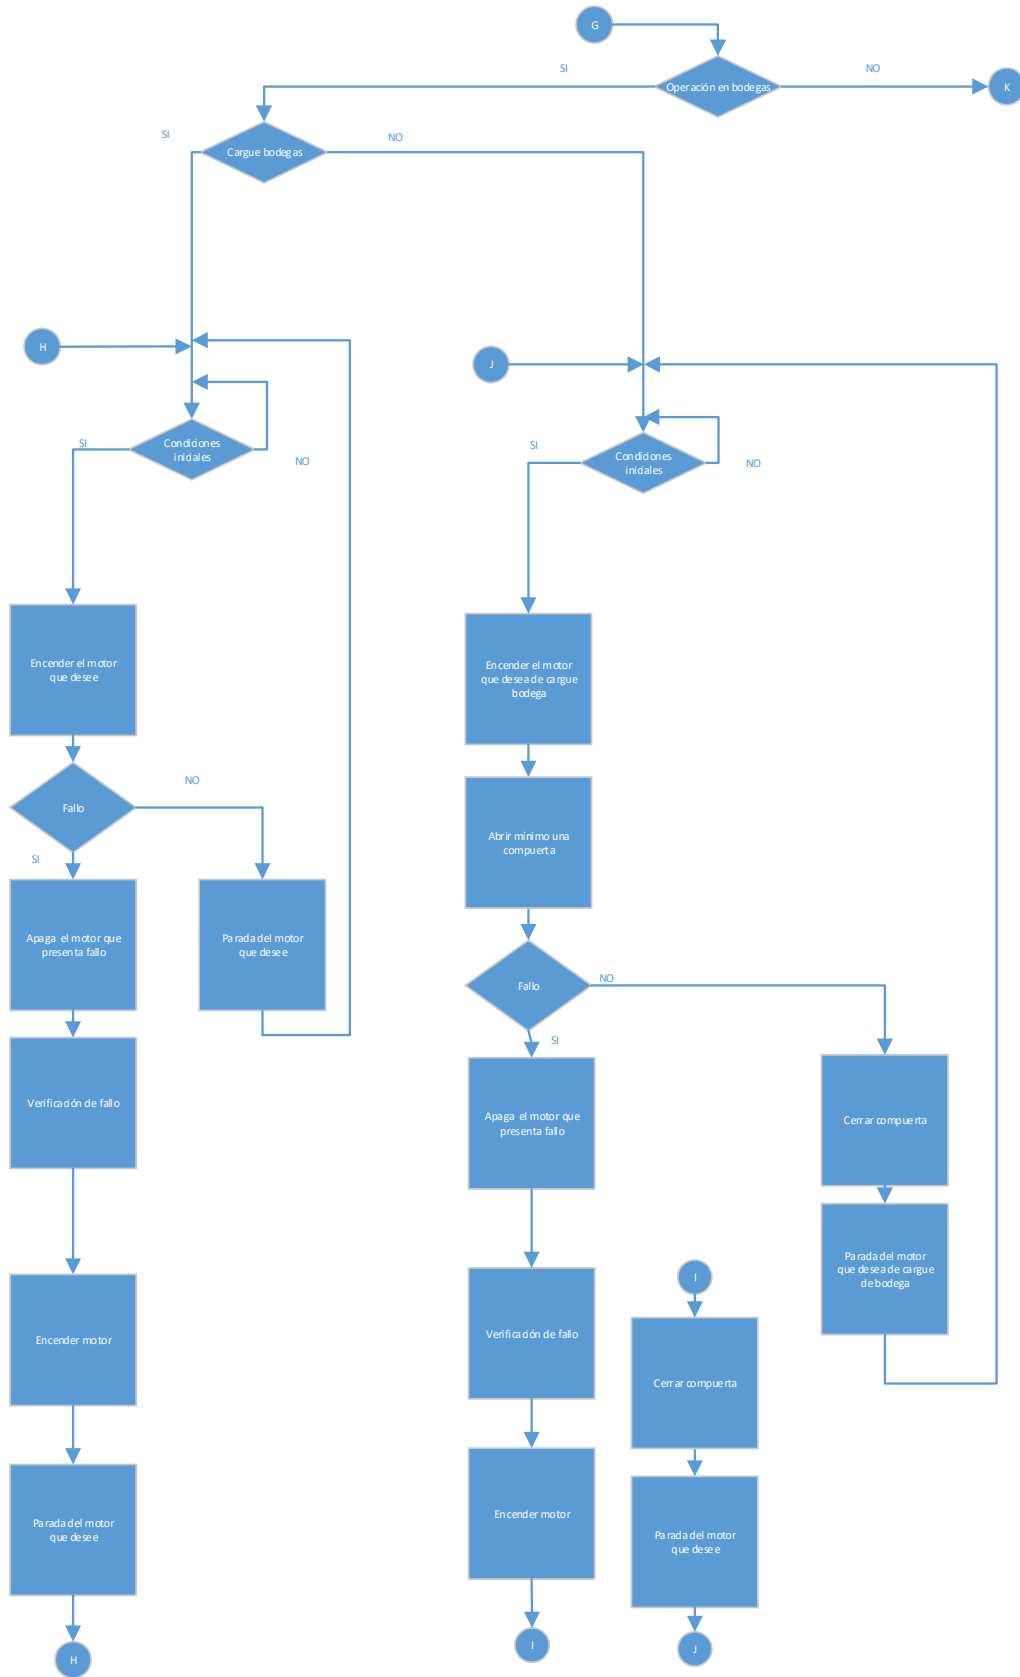 G
SI
NO
Operación en bodegas
K
SI
NO
Cargue bodegas
H
J
Condiciones
iniciales
SI
NO
Condiciones
iniciales
SI
NO
Encender el motor
que desee
Encender el motor
que desea de cargue
bodega
NO
Fallo
SI
Abrir mínimo una
compuerta
Apaga el motor que
presenta fallo
Parada del motor
que desee
Fallo
NO
SI
Verificación de fallo
Apaga el motor que
presenta fallo
Cerrar compuerta
Parada del motor
que desea de cargue
de bodega
I
Encender motor
Verificación de fallo
Cerrar compuerta
Parada del motor
que desee
Encender motor
Parada del motor
que desee
H
I
J